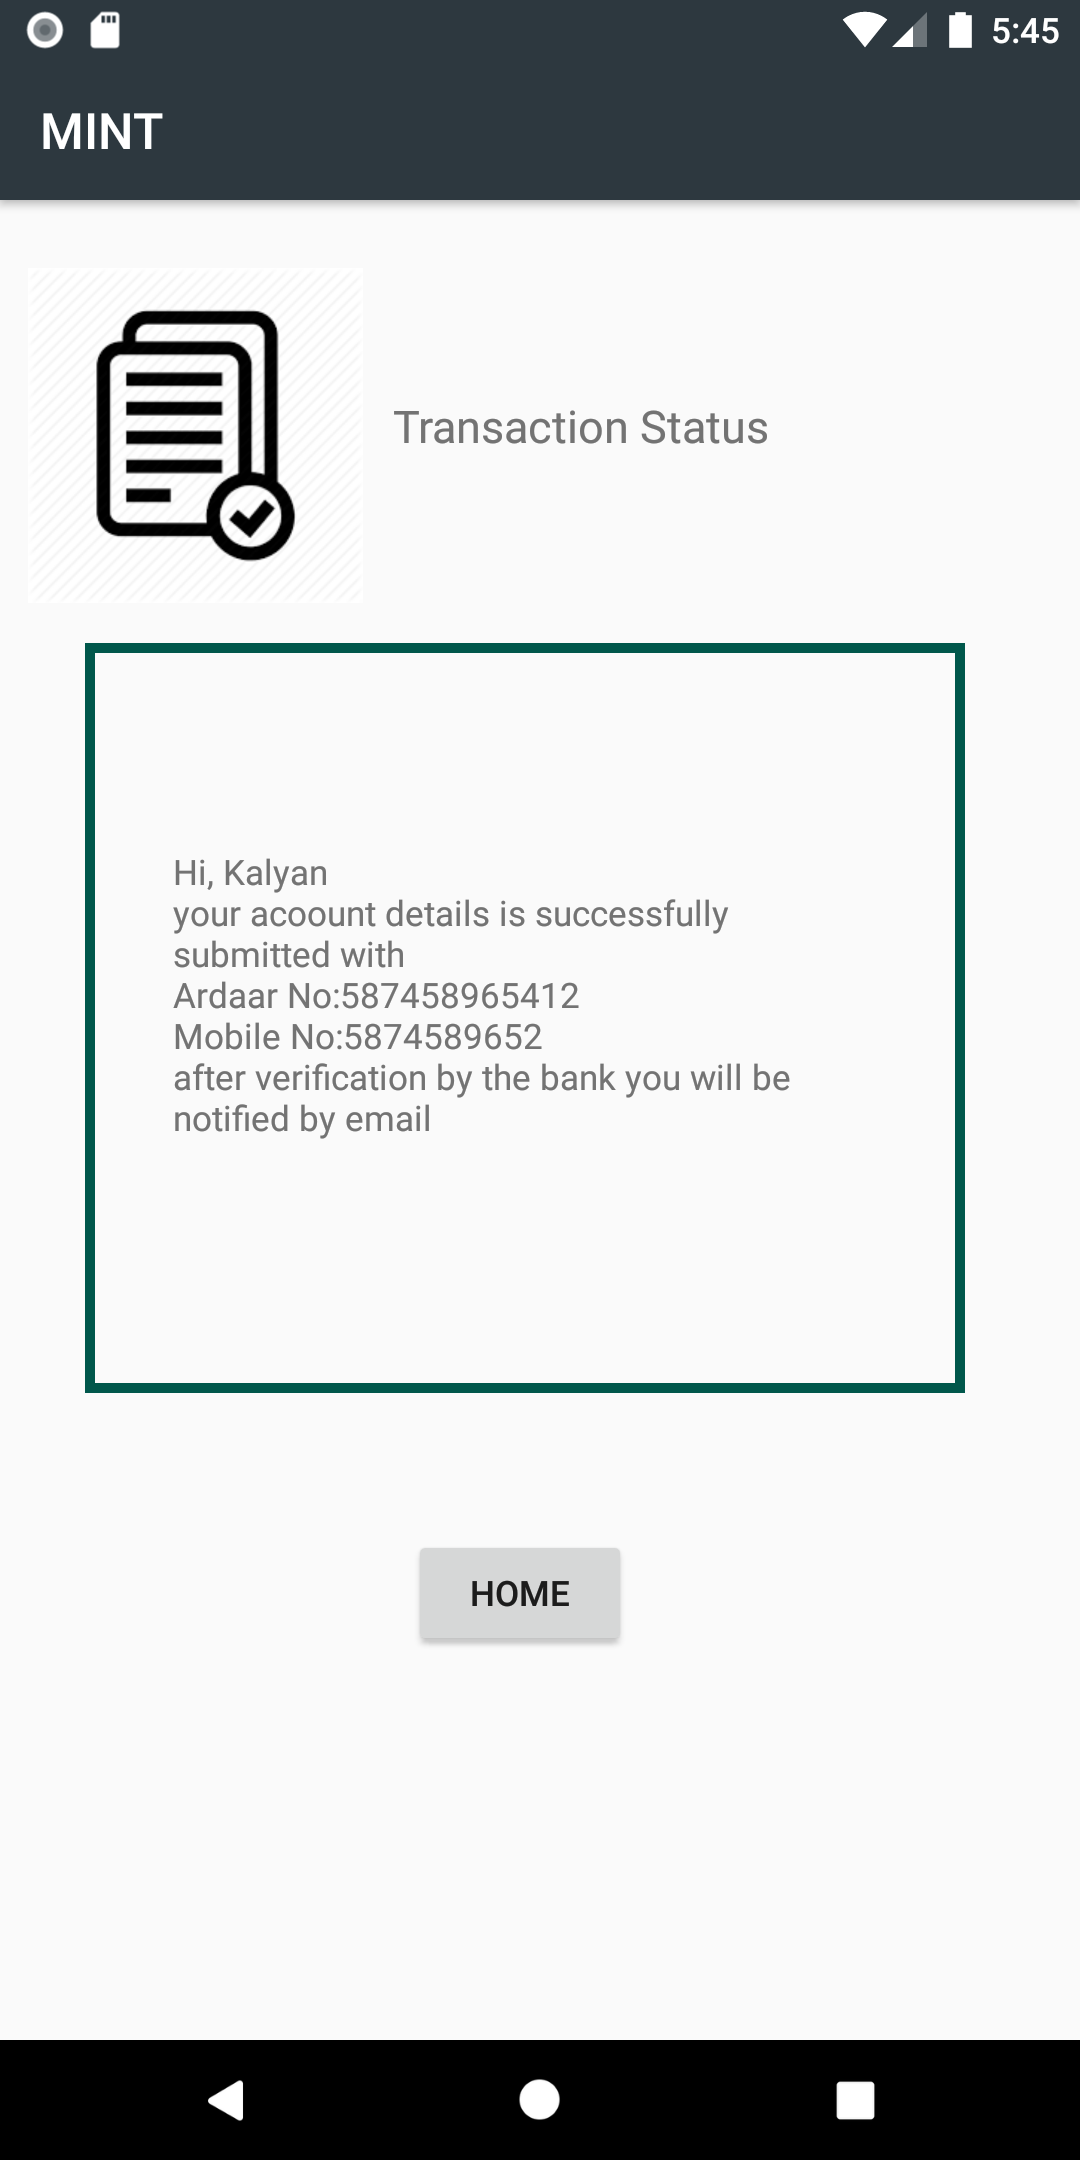 5:45
MINT
Transaction Status
Hi, Kalyan
your acoount details is successfully
submitted with
Ardaar No:587458965412
Mobile No:5874589652
after verification by the bank you will be
notified by email
HOME